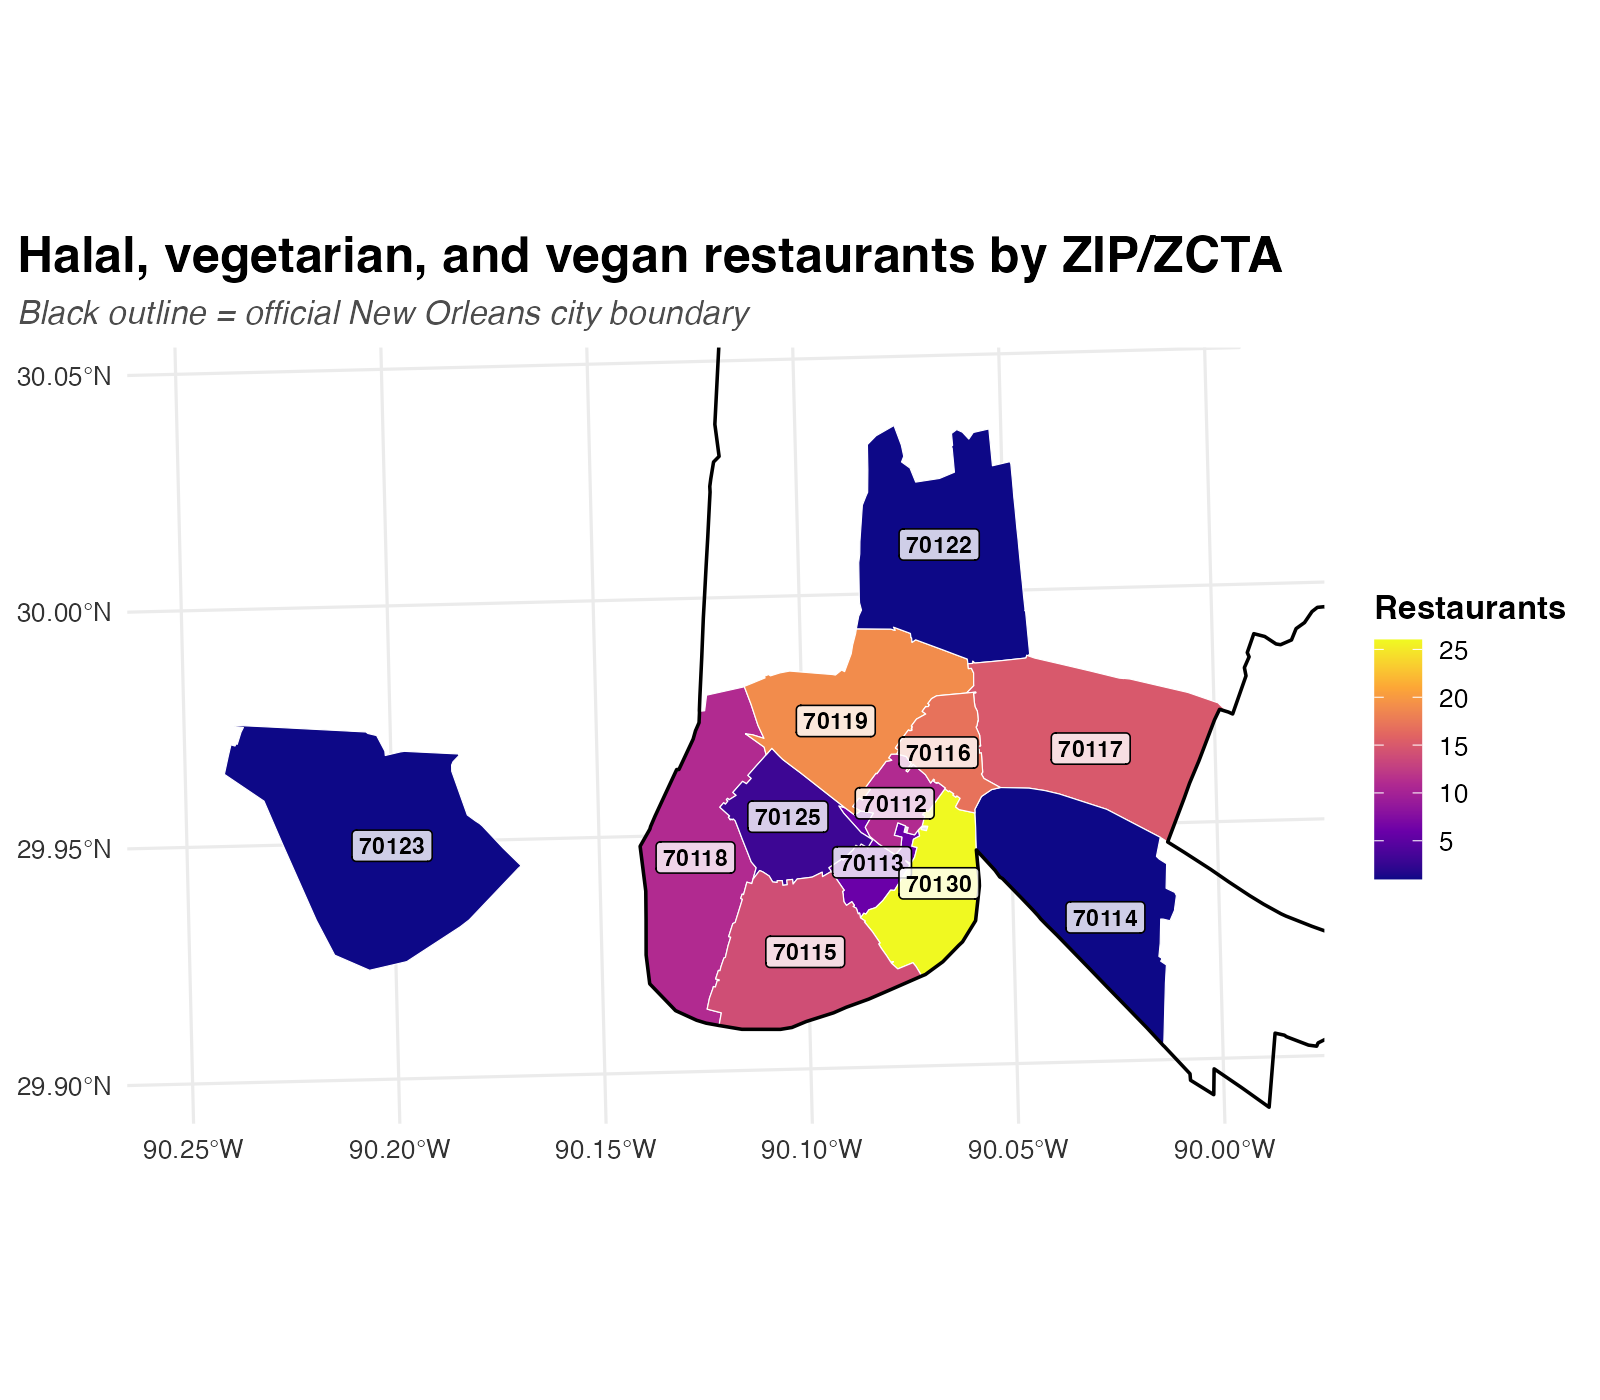 Halal, vegetarian, and vegan restaurants by ZIP/ZCTA
Black outline = official New Orleans city boundary
30.05°N
30.00°N
29.95°N
29.90°N
70122
70119
70116
70117
70112
70125
70123
70118
70113
70130
70114
70115
90.25°W
90.20°W
90.15°W
90.10°W
90.05°W
90.00°W
Restaurants
25
20
15
10
5